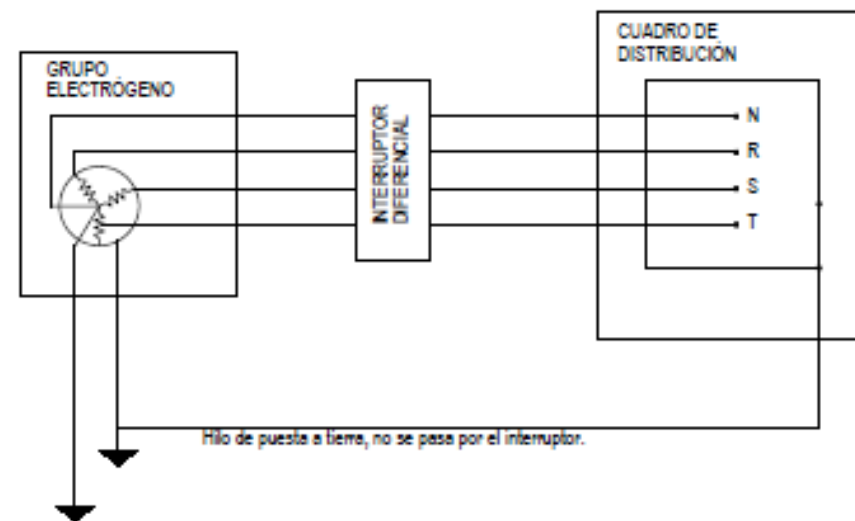 GRUPO
ELECTRÓGENO
INTERRUPTOR
DIFERENCIAL
CUADRO DE
DISTRIBUCIÓN
N
R
S
T
Hilo de puesta a tierra, no se pasa por el interruptor.